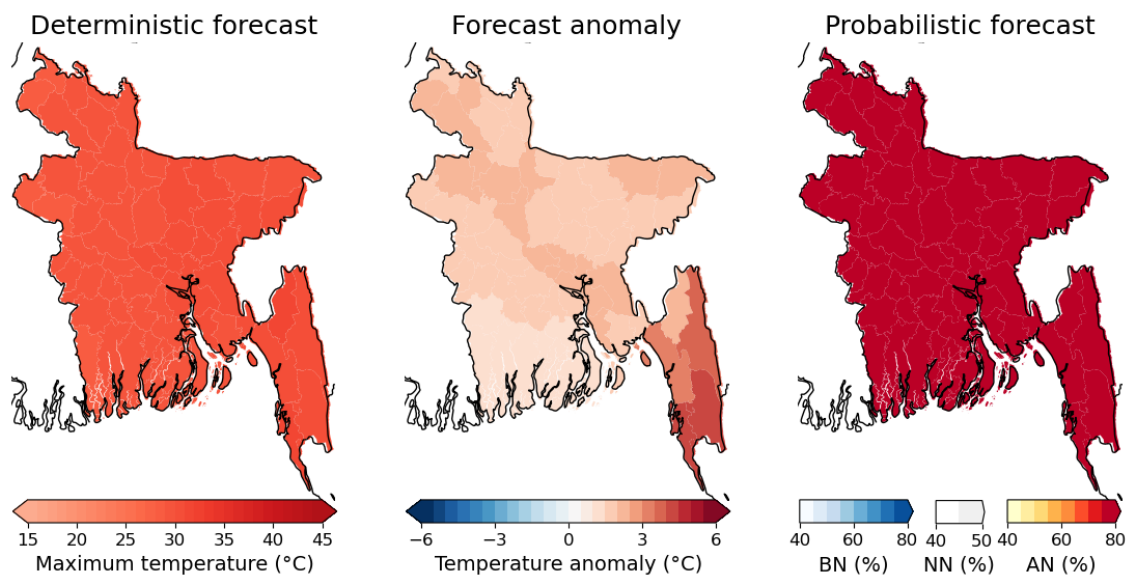 Deterministic forecast
Forecast anomaly
Probabilistic forecast
15 20 25 30 35 40 45
Maximum temperature (°C)
−6 −3 0 3 6
Temperature anomaly (°C)
40 60 80
BN (%)
40 50
NN (%)
40 60 80
AN (%)